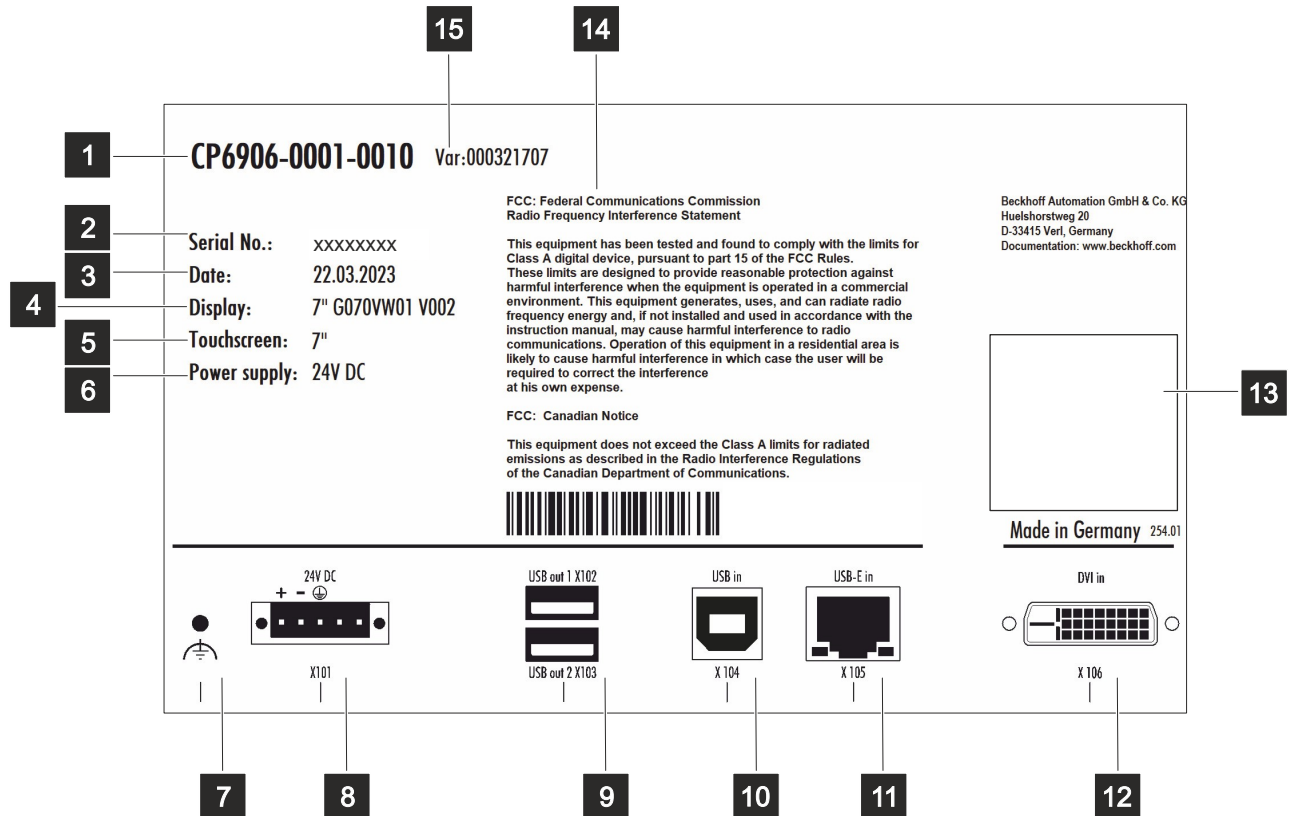 15
14
1
CP6906-0001-0010 Var:000321707
FCC: Federal Communications Commission
Radio Frequency Interference Statement
Beckhoff Automation GmbH & Co. KG
Huelshorstweg 20
D-33415 Verl, Germany
Documentation: www.beckhoff.com
2
Serial No.: xxxxxxxx
3
Date: 22.03.2023
4
Display: 7" G070VW01 V002
5
Touchscreen: 7"
6
Power supply: 24V DC
This equipment has been tested and found to comply with the limits for
Class A digital device, pursuant to part 15 of the FCC Rules.
These limits are designed to provide reasonable protection against
harmful interference when the equipment is operated in a commercial
environment. This equipment generates, uses, and can radiate radio
frequency energy and, if not installed and used in accordance with the
instruction manual, may cause harmful interference to radio
communications. Operation of this equipment in a residential area is
likely to cause harmful interference in which case the user will be
required to correct the interference
at his own expense.
FCC: Canadian Notice
This equipment does not exceed the Class A limits for radiated
emissions as described in the Radio Interference Regulations
of the Canadian Department of Communications.
13
Made in Germany 254.01
24V DC
+ -
X101
USB out 1 X102
USB out 2 X103
USB in
X 104
USB-E in
X 105
DVI in
X 106
7
8
9
10
11
12